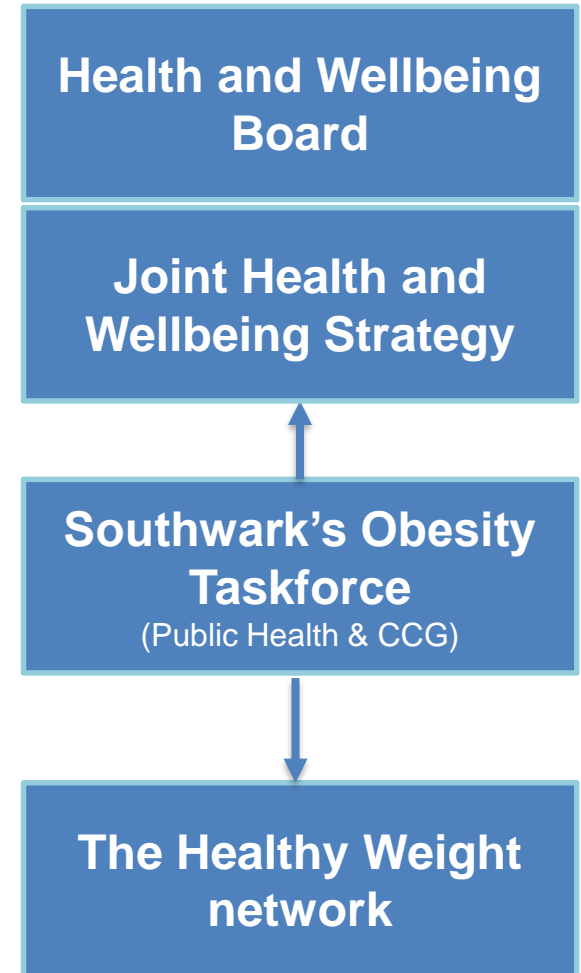 Health and Wellbeing
Board
Joint Health and
Wellbeing Strategy
Southwark’s Obesity
Taskforce
(Public Health & CCG)
The Healthy Weight
network